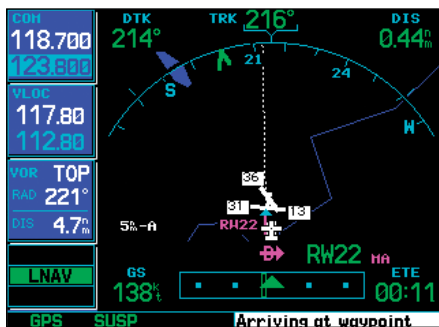 COM
118.700
123.800
VLOC
117.80
112.80
VOR TOP
RAD 221°
DIS 4.7nm
LNAV
GPS SUSP
DTK
214°
TRK 216°
DIS
0.44nm
21
24
S
W
36
31
13
RW22
5nm-A
RW22 MA
GS
138kt
ETE
00:11
Arriving at waypoint